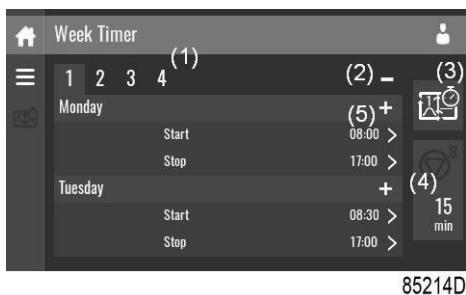 Week Timer
(1)
1 2 3 4 (2) (3)
Monday (5) +
Start 08:00 >
Stop 17:00 >
(4)
Tuesday +
Start 08:30 >
Stop 17:00 >
15
min
85214D